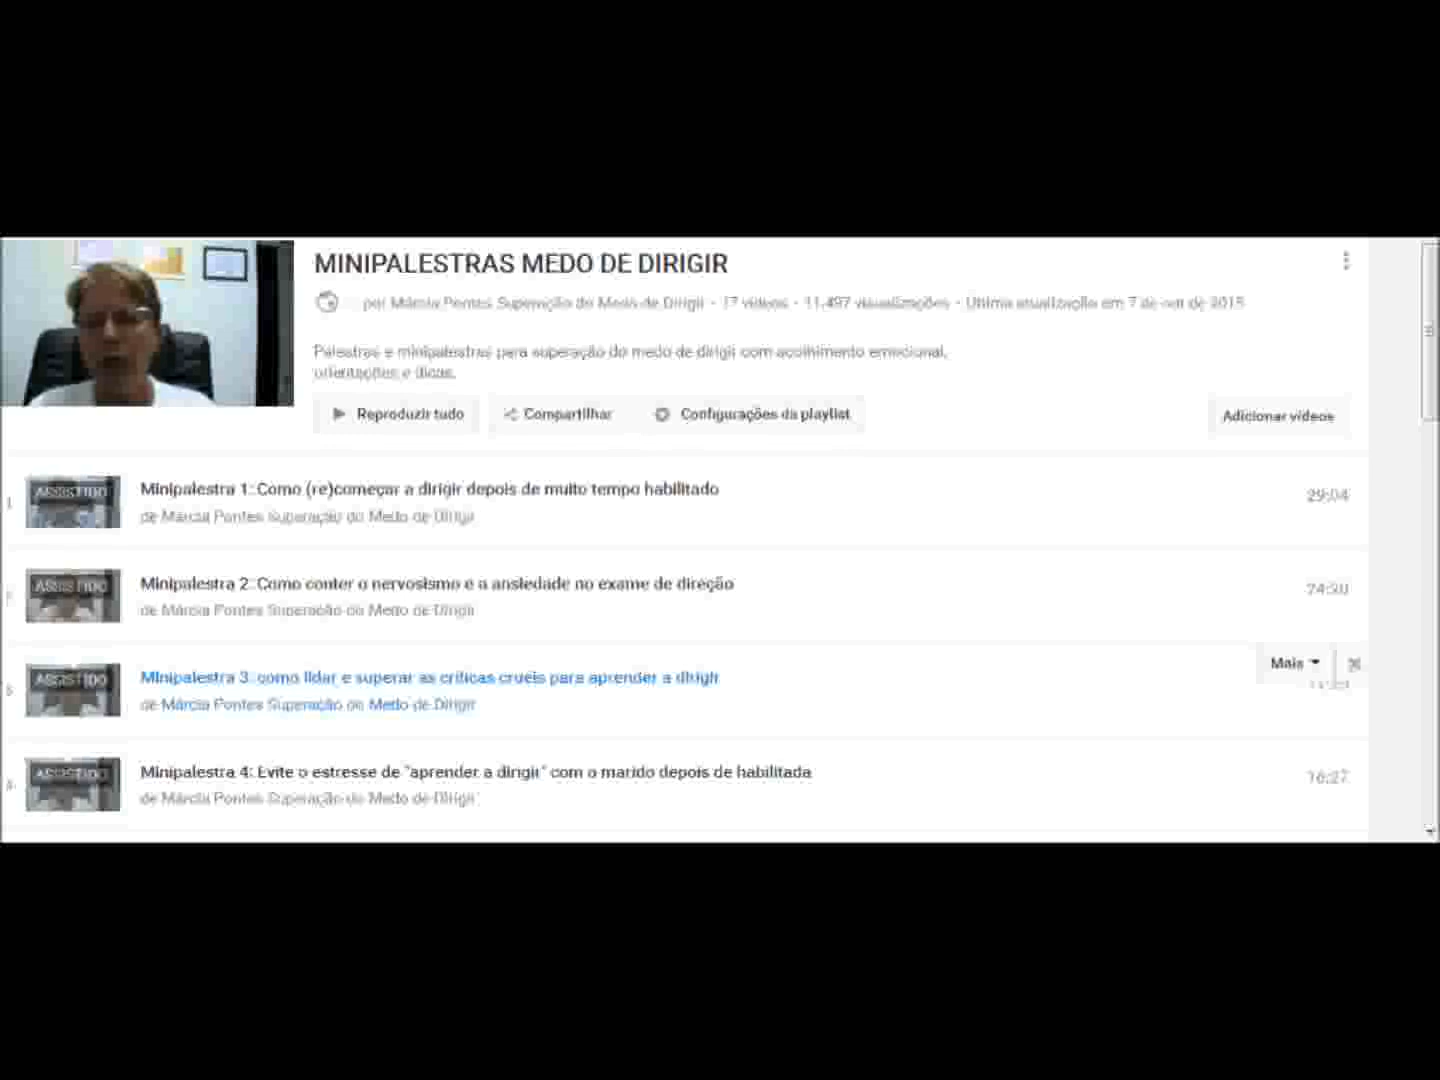 MINIPALESTRAS MEDO DE DIRIGIR
por Márcia Pontes Superação do Medo de Dirigir • 17 vídeos • 11.497 visualizações • Última atualização em 7 de out de 2015
Palestras e minipalestras para superação do medo de dirigir com acolhimento emocional,
orientações e dicas.
Reproduzir tudo
Compartilhar
Configurações da playlist
Adicionar vídeos
1
ASSISTIDO
Minipalestra 1: Como (re)começar a dirigir depois de muito tempo habilitado
29:04
de Márcia Pontes Superação do Medo de Dirigir
ASSISTIDO
Minipalestra 2: Como conter o nervosismo e a ansiedade no exame de direção
de Márcia Pontes Superação do Medo de Dirigir
ASSISTIDO
Minipalestra 3: como lidar e superar as críticas cruéis para aprender a dirigir
Mais
de Márcia Pontes Superação do Medo de Dirigir
4
ASSISTIDO
Minipalestra 4: Evite o estresse de "aprender a dirigir" com o marido depois de habilitada
16:27
de Márcia Pontes Superação do Medo de Dirigir